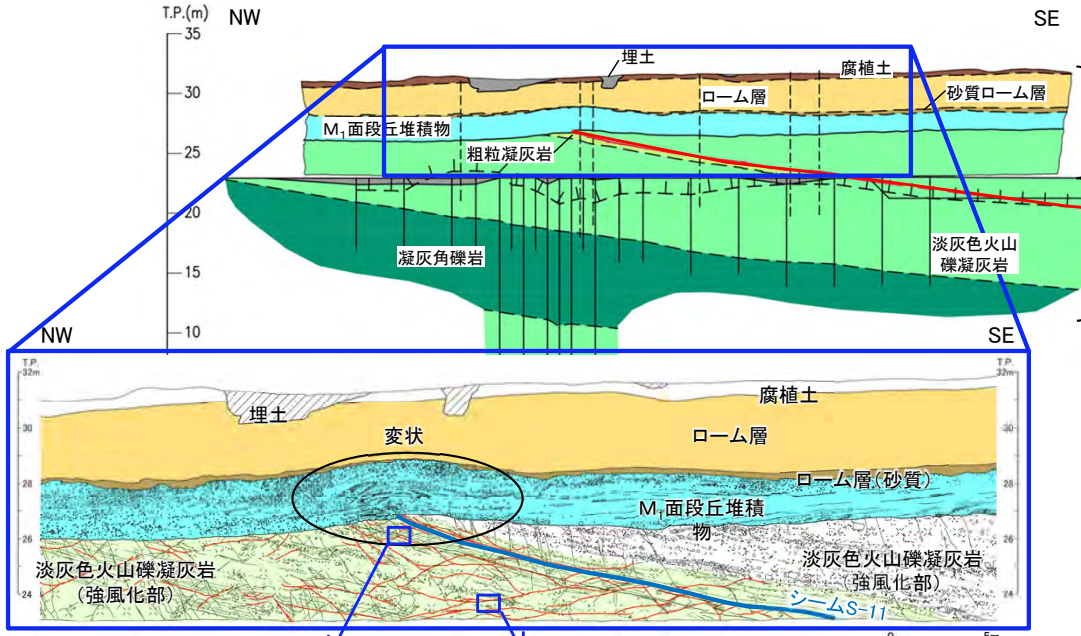 T.P.(m)
NW
SE
35
埋土
腐植土
30
ローム層
砂質ローム層
M₁面段丘堆積物
25
粗粒凝灰岩
20
凝灰角礫岩
淡灰色火山
礫凝灰岩
15
10
NW
SE
T.P.
32m
T.P.
32m
腐植土
埋土
30
変状
ローム層
30
ローム層(砂質)
28
28
M₁面段丘堆積
物
26
26
淡灰色火山礫凝灰岩
(強風化部)
淡灰色火山礫凝灰岩
(強風化部)
24
24
シームS-11
0
5m